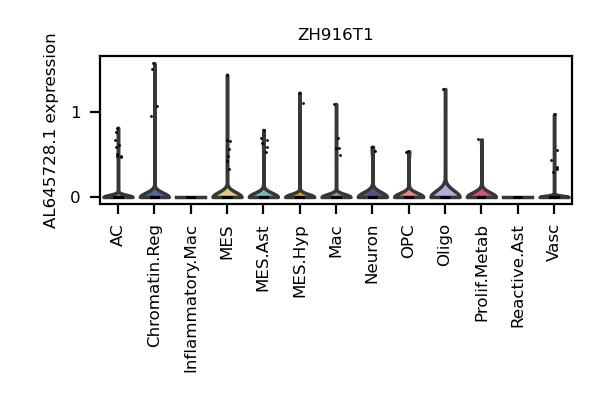 ZH916T1
AL645728.1 expression
1
0
AC
Chromatin.Reg
Inflammatory.Mac
MES
MES.Ast
MES.Hyp
Mac
Neuron
OPC
Oligo
Prolif.Metab
Reactive.Ast
Vasc